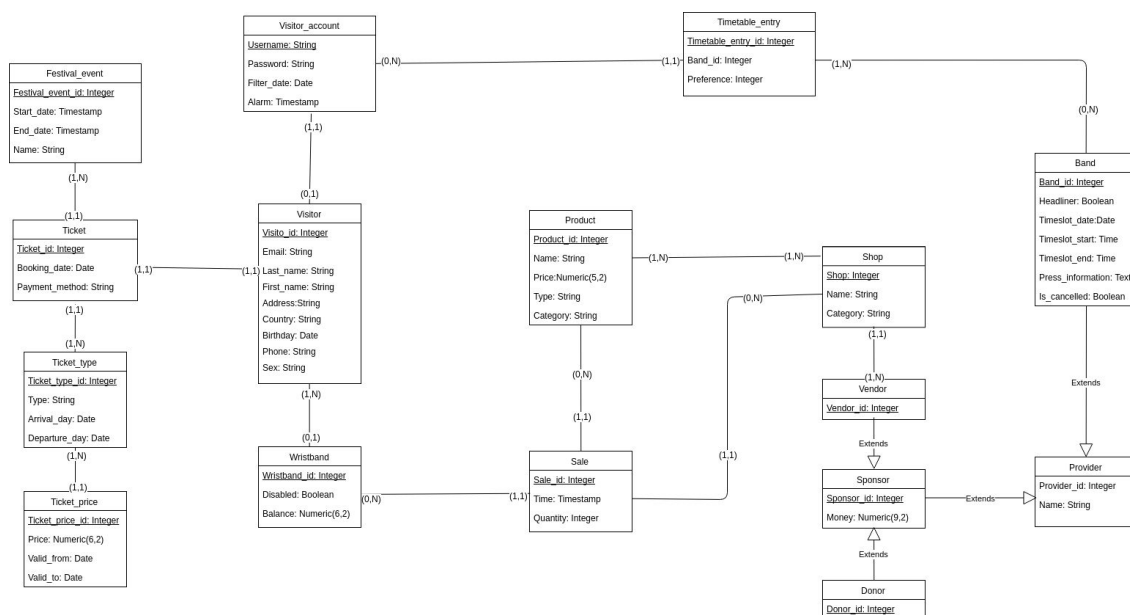 Visitor_account
Username: String
Password: String
Filter_date: Date
Alarm: Timestamp
(0,N)
(1,1)
Timetable_entry
Timetable_entry_id: Integer
Band_id: Integer
Preference: Integer
(1,N)
(0,N)
(1,1)
Festival_event
Festival_event_id: Integer
Start_date: Timestamp
End_date: Timestamp
Name: String
(1,N)
(1,1)
Ticket
Ticket_id: Integer
Booking_date: Date
Payment_method: String
(1,1)
(1,1)
(1,1)
(1,N)
Ticket_type
Ticket_type_id: Integer
Type: String
Arrival_day: Date
Departure_day: Date
(1,N)
(1,1)
Ticket_price
Ticket_price_id: Integer
Price: Numeric(6,2)
Valid_from: Date
Valid_to: Date
(0,1)
Visitor
Visito_id: Integer
Email: String
Last_name: String
First_name: String
Address:String
Country: String
Birthday: Date
Phone: String
Sex: String
(1,N)
(0,1)
Wristband
Wristband_id: Integer
Disabled: Boolean
Balance: Numeric(6,2)
(0,N)
(1,1)
Product
Product_id: Integer
Name: String
Price:Numeric(5,2)
Type: String
Category: String
(1,N)
(1,N)
(0,N)
(1,1)
Sale
Sale_id: Integer
Time: Timestamp
Quantity: Integer
(0,N)
(1,1)
Shop
Shop: Integer
Name: String
Category: String
(1,1)
(1,N)
Vendor
Vendor_id: Integer
Extends
Sponsor
Sponsor_id: Integer
Money: Numeric(9,2)
Extends
Extends
Donor
Donor_id: Integer
Band
Band_id: Integer
Headliner: Boolean
Timeslot_date:Date
Timeslot_start: Time
Timeslot_end: Time
Press_information: Text
Is_cancelled: Boolean
Extends
Provider
Provider_id: Integer
Name: String